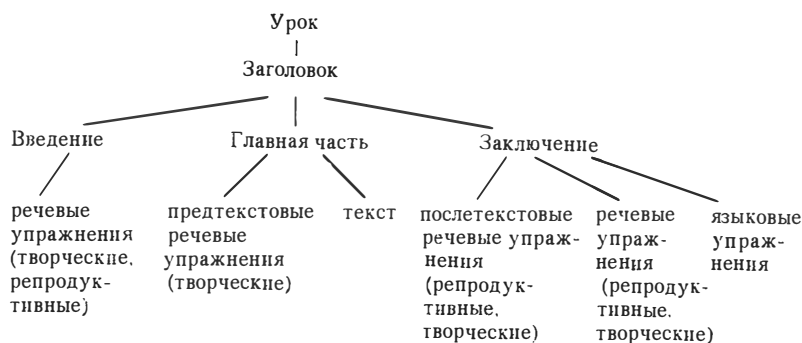 Урок
Заголовок
Введение
Главная часть
Заключение
речевые
упражнения
(творческие,
репродук-
тивные)
предтекстовые
речевые
упражнения
(творческие)
текст
послетекстовые
речевые упраж-
нения
(репродук-
тивные,
творческие)
речевые
упраж-
нения
(репродук-
тивные,
творческие)
языковые
упраж-
нения